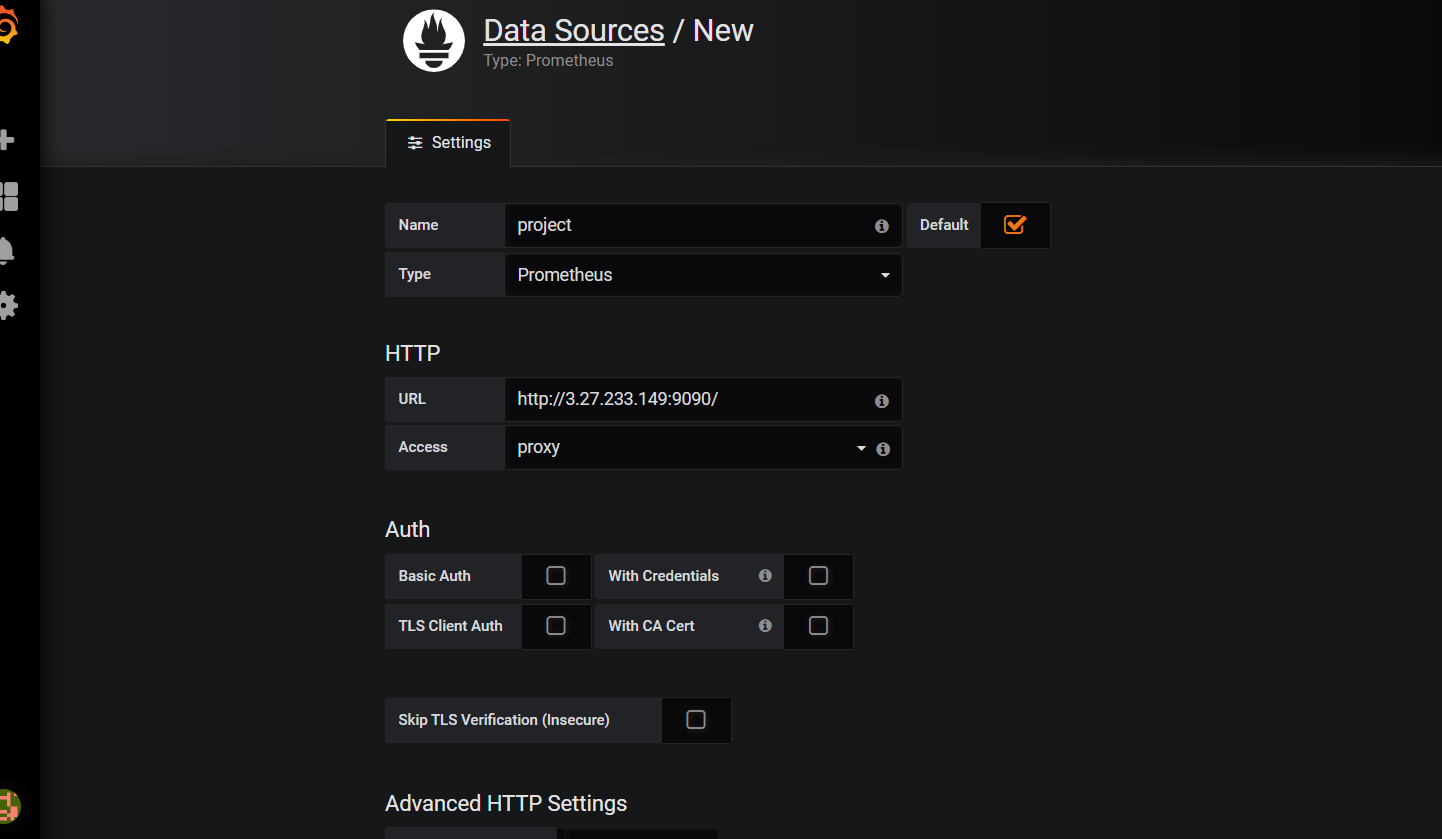 Data Sources / New
Type: Prometheus
Settings
Name project Default
Type Prometheus
HTTP
URL http://3.27.233.149:9090/
Access proxy
Auth
Basic Auth With Credentials
TLS Client Auth With CA Cert
Skip TLS Verification (Insecure)
Advanced HTTP Settings